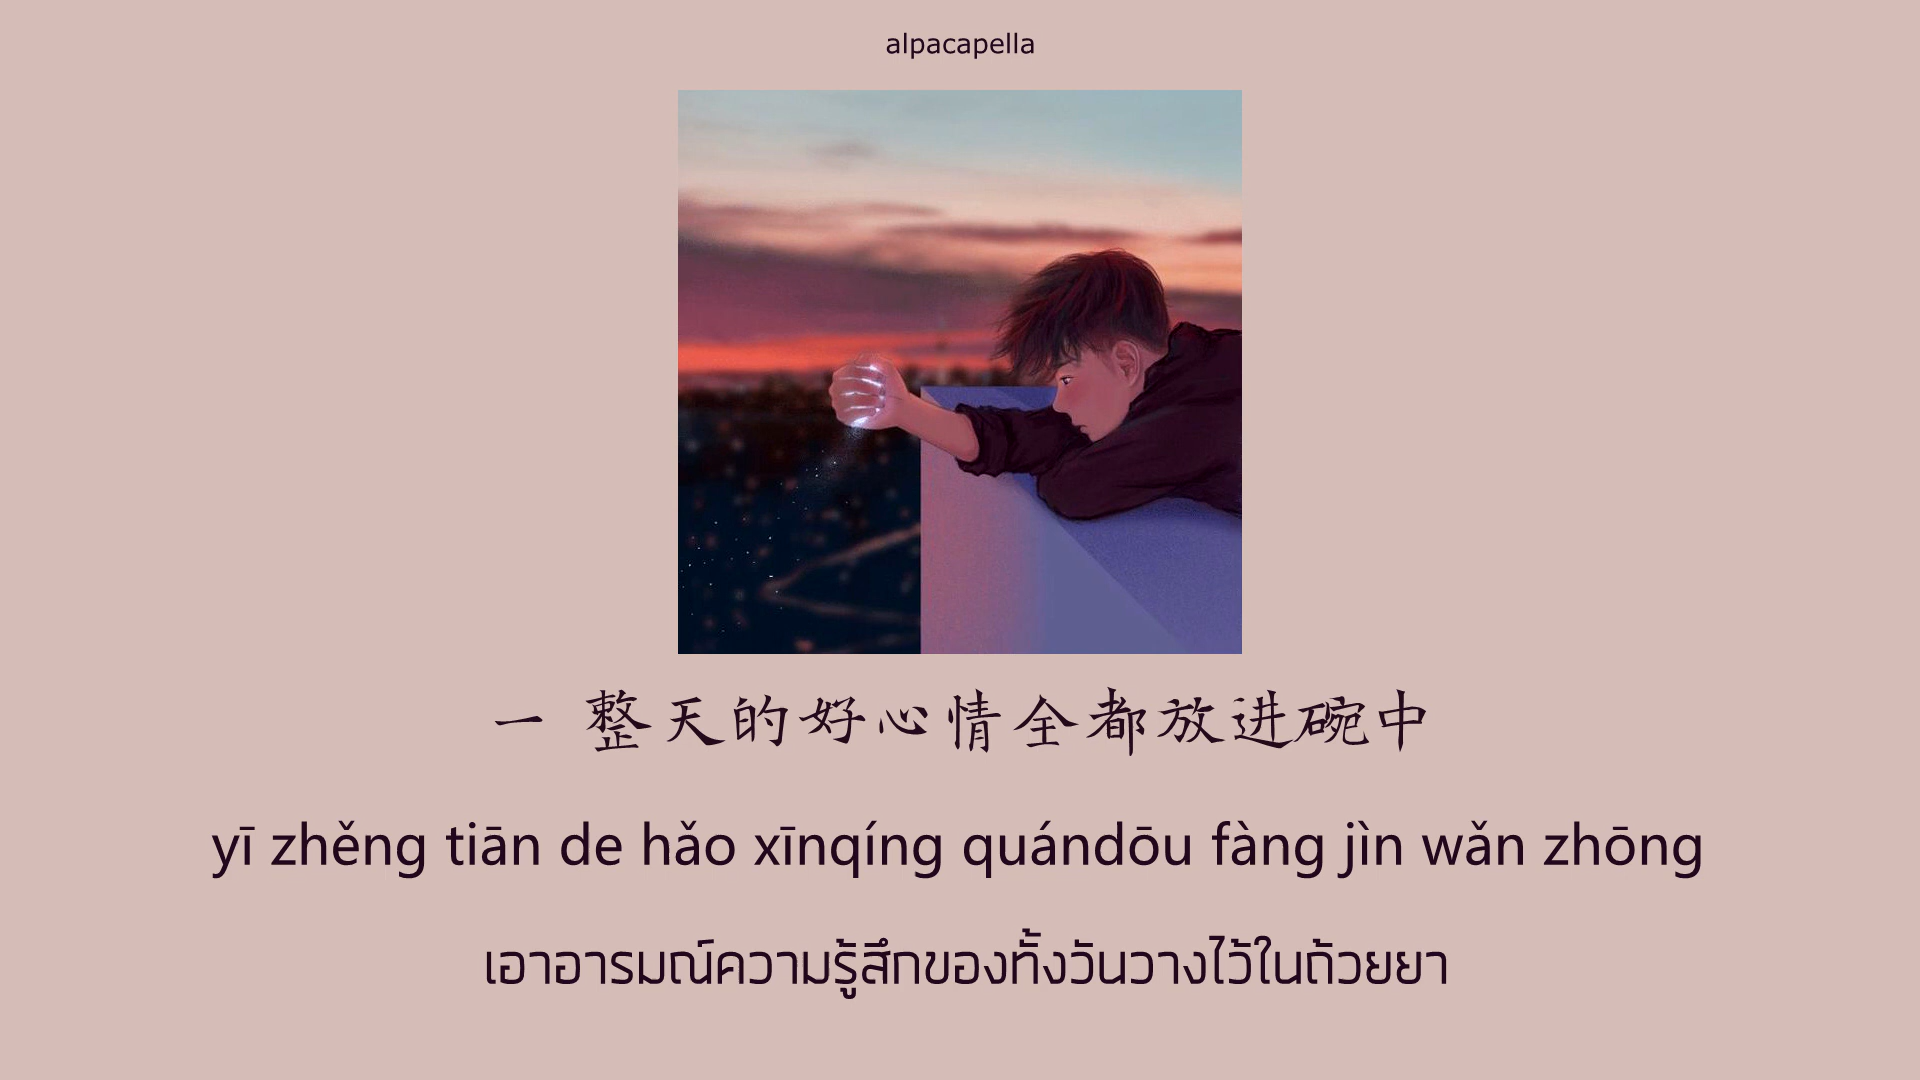 alpacapella
一 整天的好心情全都放进碗中
yī zhěng tiān de hǎo xīnqíng quándōu fàng jìn wǎn zhōng
เอาอารมณ์ความรู้สึกของทั้งวันวางไว้ในถ้วยยา